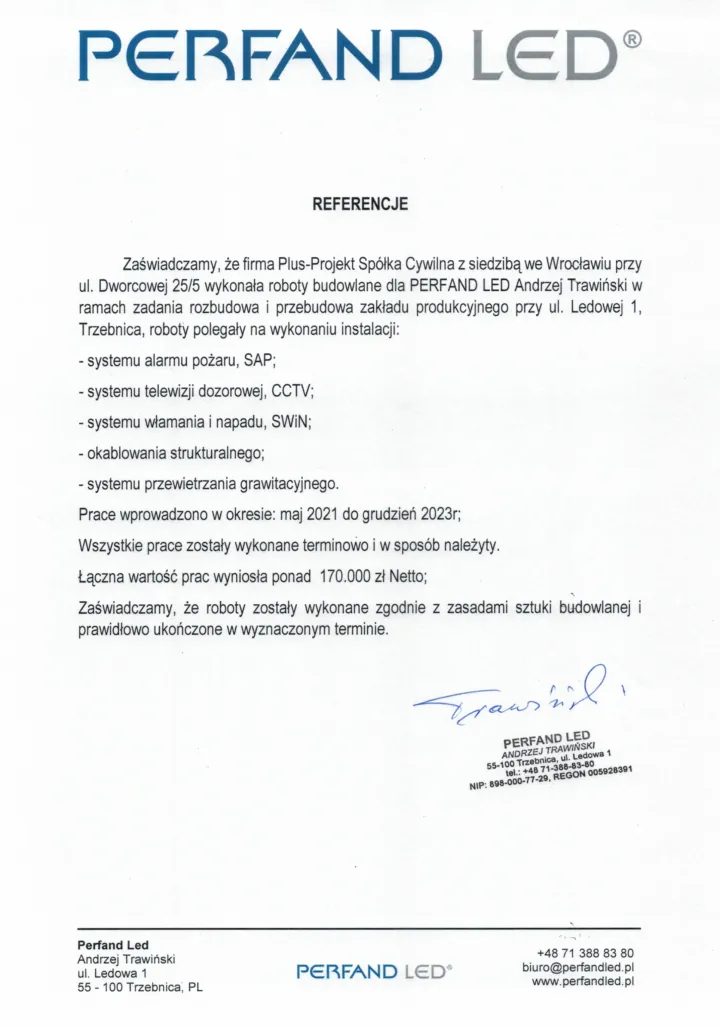 PERFAND LED®
REFERENCJE
Zaświadczamy, że firma Plus-Projekt Spółka Cywilna z siedzibą we Wrocławiu przy
ul. Dworcowej 25/5 wykonała roboty budowlane dla PERFAND LED Andrzej Trawiński w
ramach zadania rozbudowa i przebudowa zakładu produkcyjnego przy ul. Ledowej 1,
Trzebnica, roboty polegały na wykonaniu instalacji:
- systemu alarmu pożaru, SAP;
- systemu telewizji dozorowej, CCTV;
- systemu włamania i napadu, SWiN;
- okablowania strukturalnego;
- systemu przewietrzania grawitacyjnego.
Prace wprowadzono w okresie: maj 2021 do grudzień 2023r;
Wszystkie prace zostały wykonane terminowo i w sposób należyty.
Łączna wartość prac wyniosła ponad 170.000 zł Netto;
Zaświadczamy, że roboty zostały wykonane zgodnie z zasadami sztuki budowlanej i
prawidłowo ukończone w wyznaczonym terminie.
Trawiński
PERFAND LED
ANDRZEJ TRAWIŃSKI
55-100 Trzebnica, ul. Ledowa 1
tel.: +48 71-388-83-80
NIP: 898-000-77-29, REGON 005928391
Perfand Led
Andrzej Trawiński
ul. Ledowa 1
55 - 100 Trzebnica, PL
PERFAND LED®
+48 71 388 83 80
biuro@perfandled.pl
www.perfandled.pl